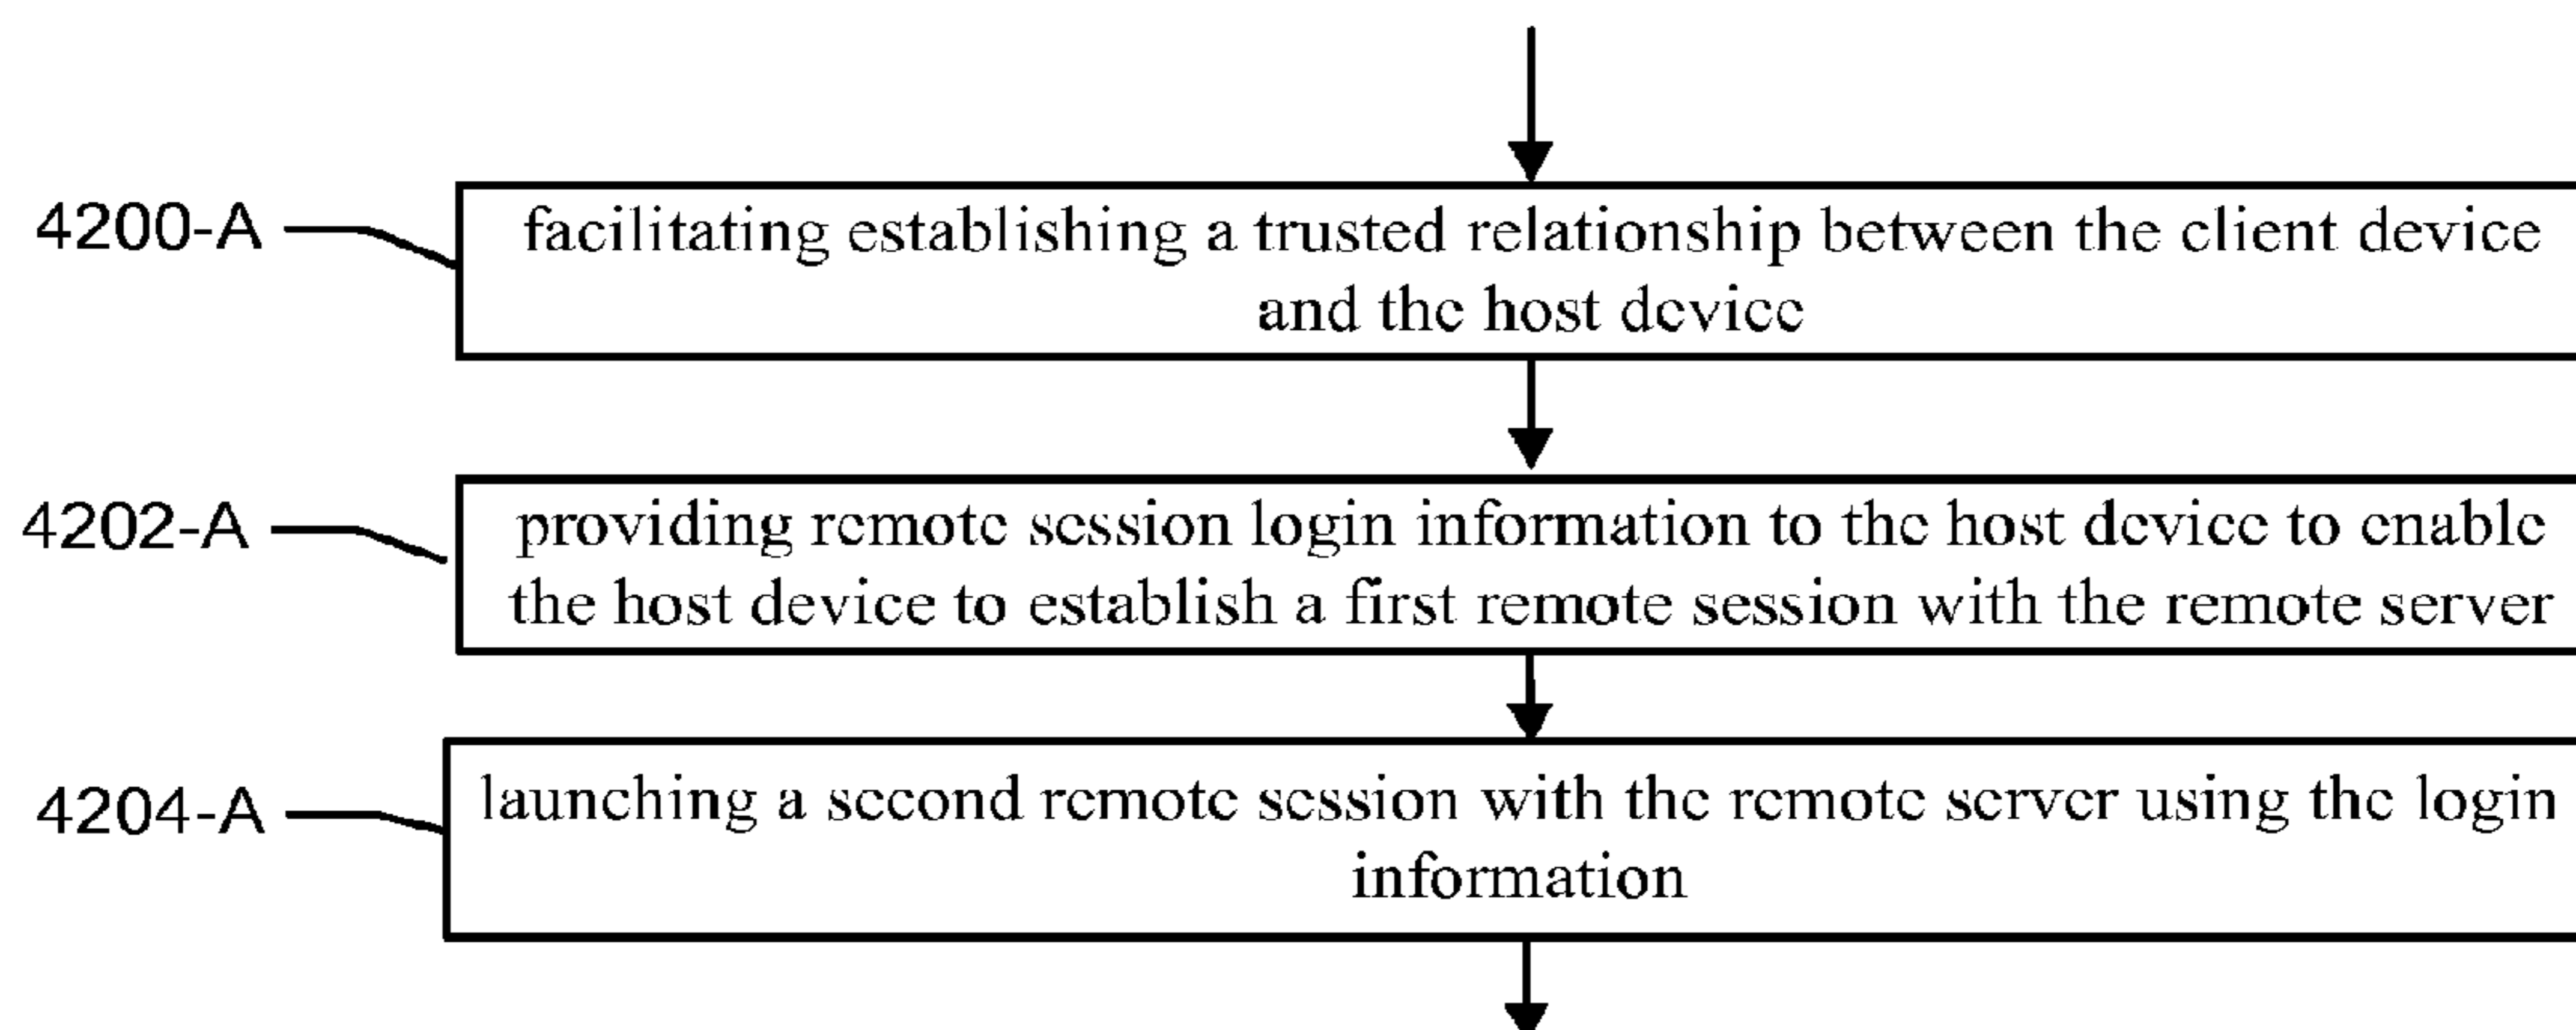 4200-A
facilitating establishing a trusted relationship between the client device
and the host device
4202-A
providing remote session login information to the host device to enable
the host device to establish a first remote session with the remote server
4204-A
launching a second remote session with the remote server using the login
information